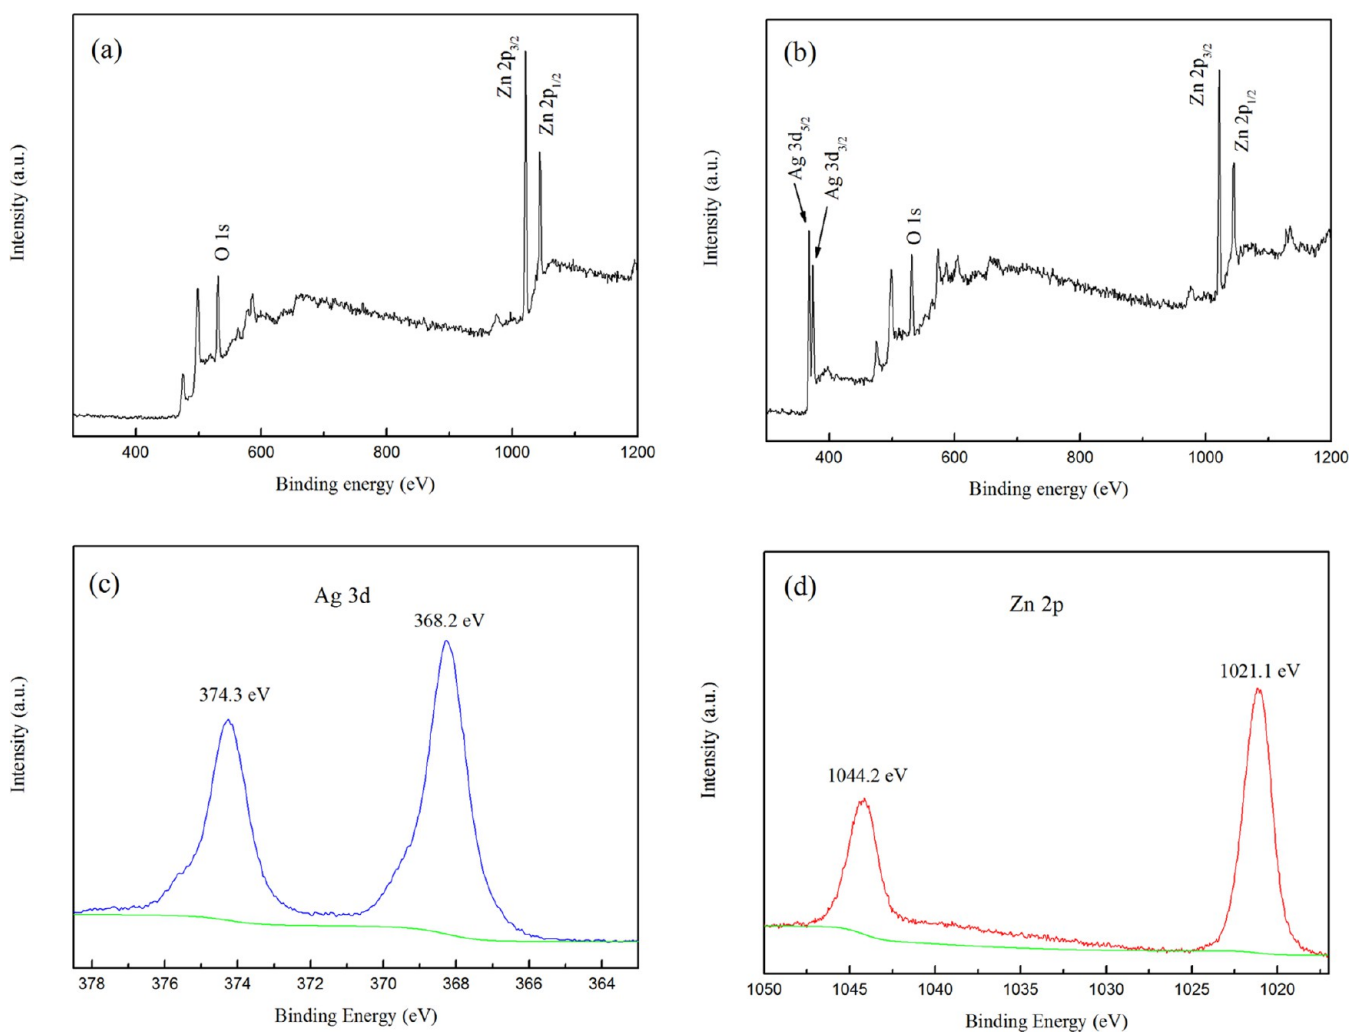 (a)
Intensity (a.u.)
O 1s
Zn 2p3/2
Zn 2p1/2
400
600
800
1000
1200
Binding energy (eV)
(b)
Intensity (a.u.)
Ag 3d5/2
Ag 3d3/2
O 1s
Zn 2p3/2
Zn 2p1/2
400
600
800
1000
1200
Binding energy (eV)
(c)
Ag 3d
368.2 eV
374.3 eV
Intensity (a.u.)
378
376
374
372
370
368
366
364
Binding Energy (eV)
(d)
Zn 2p
1021.1 eV
1044.2 eV
Intensity (a.u.)
1050
1045
1040
1035
1030
1025
1020
Binding Energy (eV)